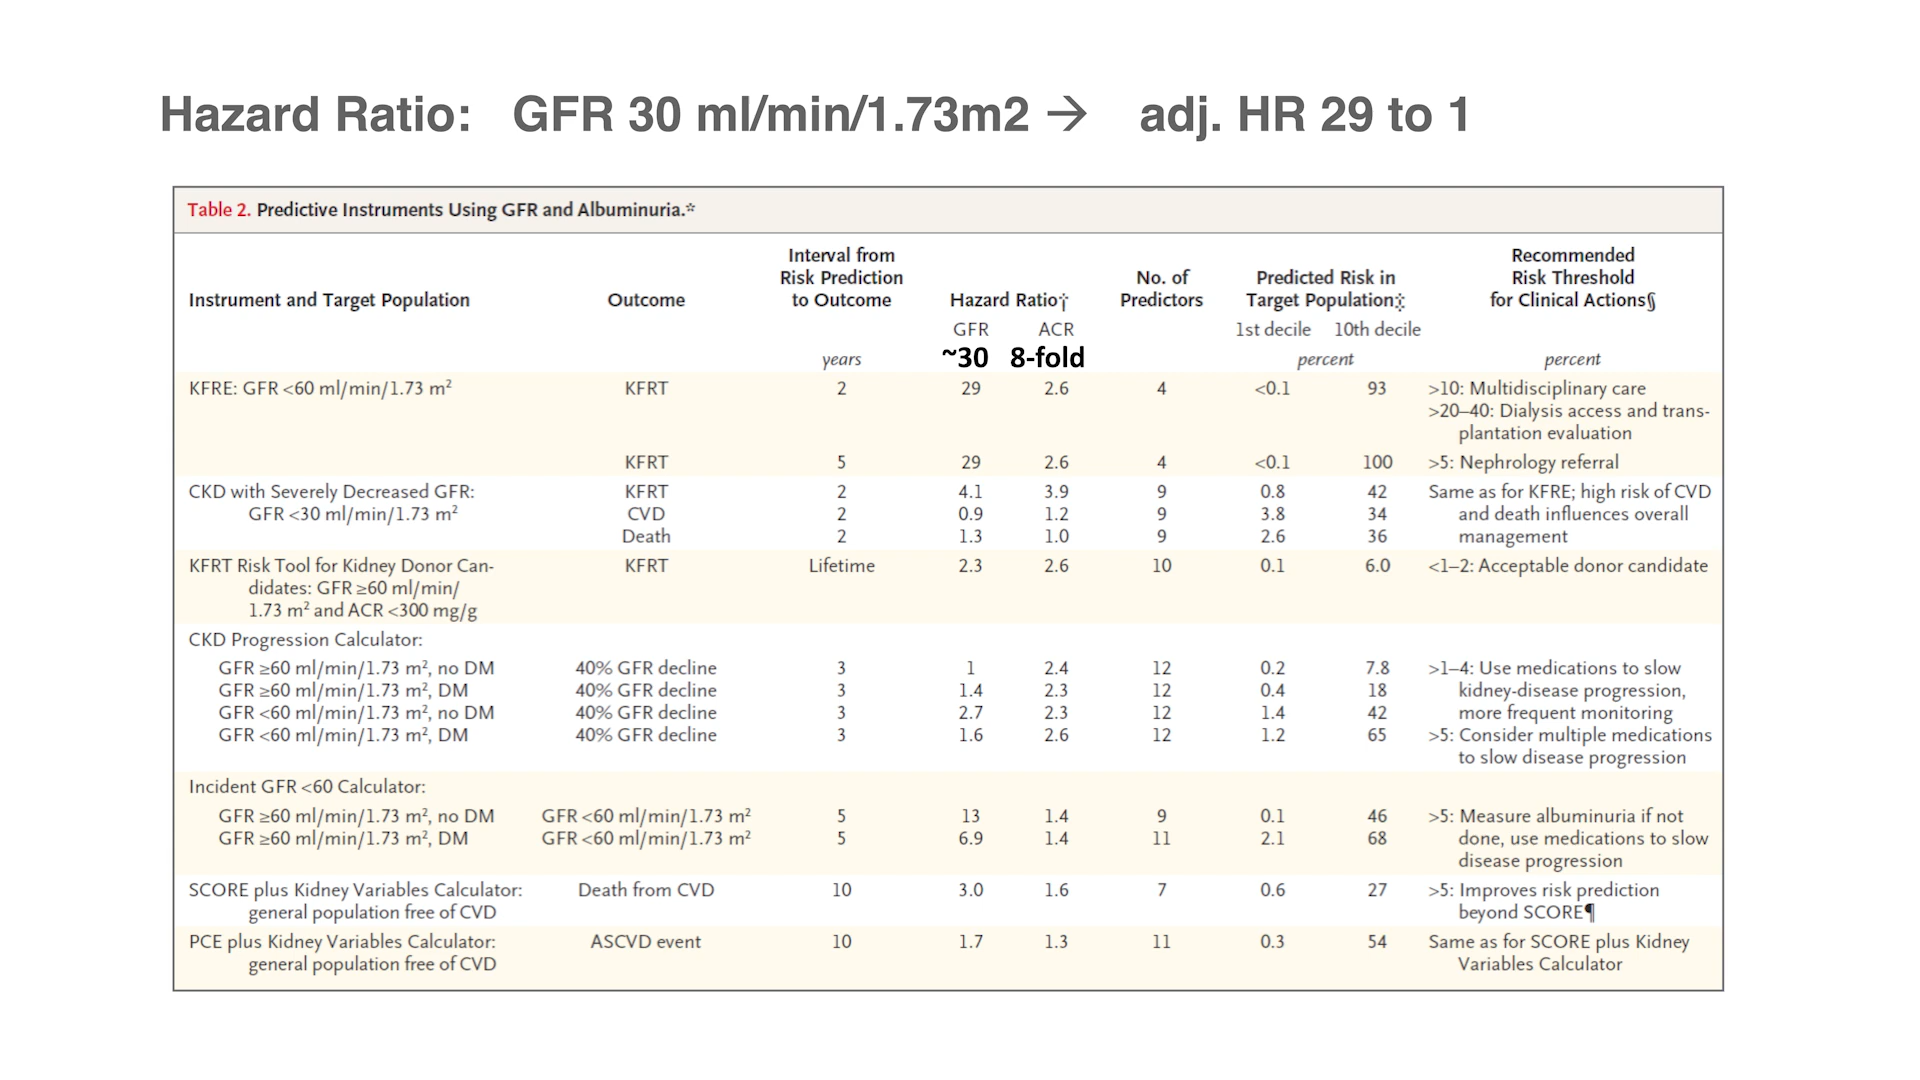 Hazard Ratio: GFR 30 ml/min/1.73m2 → adj. HR 29 to 1
Table 2. Predictive Instruments Using GFR and Albuminuria.*
Instrument and Target Population Outcome Interval from Risk Prediction to Outcome Hazard Ratio† No. of Predictors Predicted Risk in Target Population‡ Recommended Risk Threshold for Clinical Actions§
GFR ACR 1st decile 10th decile
years ~30 8-fold percent percent
KFRE: GFR <60 ml/min/1.73 m² KFRT 2 29 2.6 4 <0.1 93 >10: Multidisciplinary care
>20–40: Dialysis access and trans-
plantation evaluation
KFRT 5 29 2.6 4 <0.1 100 >5: Nephrology referral
CKD with Severely Decreased GFR: KFRT 2 4.1 3.9 9 0.8 42 Same as for KFRE; high risk of CVD
GFR <30 ml/min/1.73 m² CVD 2 0.9 1.2 9 3.8 34 and death influences overall
Death 2 1.3 1.0 9 2.6 36 management
KFRT Risk Tool for Kidney Donor Can- KFRT Lifetime 2.3 2.6 10 0.1 6.0 <1–2: Acceptable donor candidate
didates: GFR ≥60 ml/min/
1.73 m² and ACR <300 mg/g
CKD Progression Calculator:
GFR ≥60 ml/min/1.73 m², no DM 40% GFR decline 3 1 2.4 12 0.2 7.8 >1–4: Use medications to slow
GFR ≥60 ml/min/1.73 m², DM 40% GFR decline 3 1.4 2.3 12 0.4 18 kidney-disease progression,
GFR <60 ml/min/1.73 m², no DM 40% GFR decline 3 2.7 2.3 12 1.4 42 more frequent monitoring
GFR <60 ml/min/1.73 m², DM 40% GFR decline 3 1.6 2.6 12 1.2 65 >5: Consider multiple medications
to slow disease progression
Incident GFR <60 Calculator:
GFR ≥60 ml/min/1.73 m², no DM GFR <60 ml/min/1.73 m² 5 13 1.4 9 0.1 46 >5: Measure albuminuria if not
GFR ≥60 ml/min/1.73 m², DM GFR <60 ml/min/1.73 m² 5 6.9 1.4 11 2.1 68 done, use medications to slow
disease progression
SCORE plus Kidney Variables Calculator: Death from CVD 10 3.0 1.6 7 0.6 27 >5: Improves risk prediction
general population free of CVD beyond SCORE¶
PCE plus Kidney Variables Calculator: ASCVD event 10 1.7 1.3 11 0.3 54 Same as for SCORE plus Kidney
general population free of CVD Variables Calculator